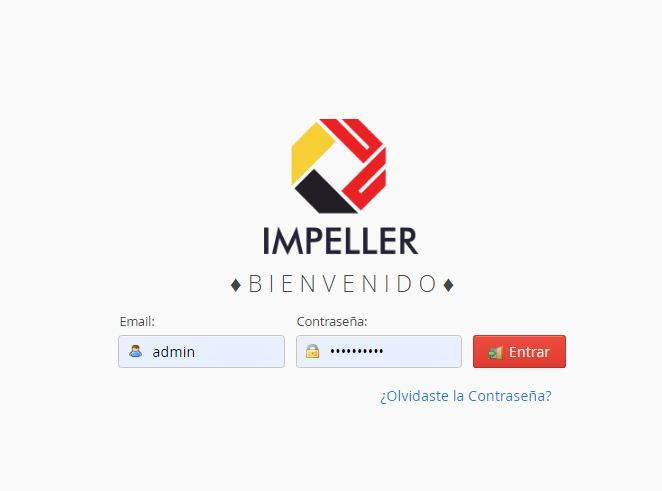 IMPELLER
♦BIENVENIDO♦
Email: Contraseña:
admin •••••••••• Entrar
¿Olvidaste la Contraseña?